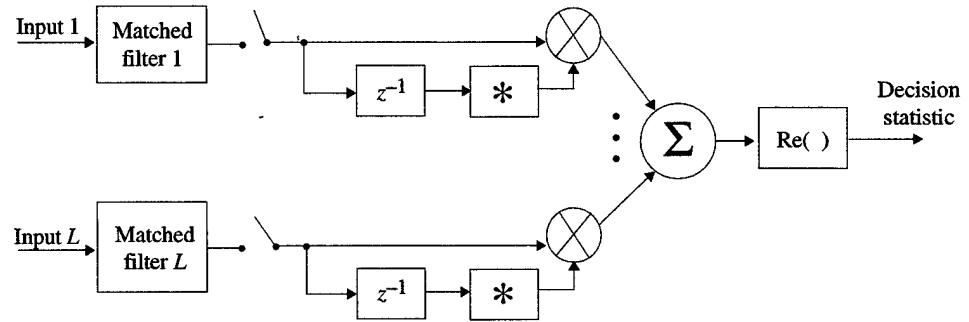 Input 1
Matched
filter 1
z⁻¹
*
Σ
Re( )
Decision
statistic
Input L
Matched
filter L
z⁻¹
*